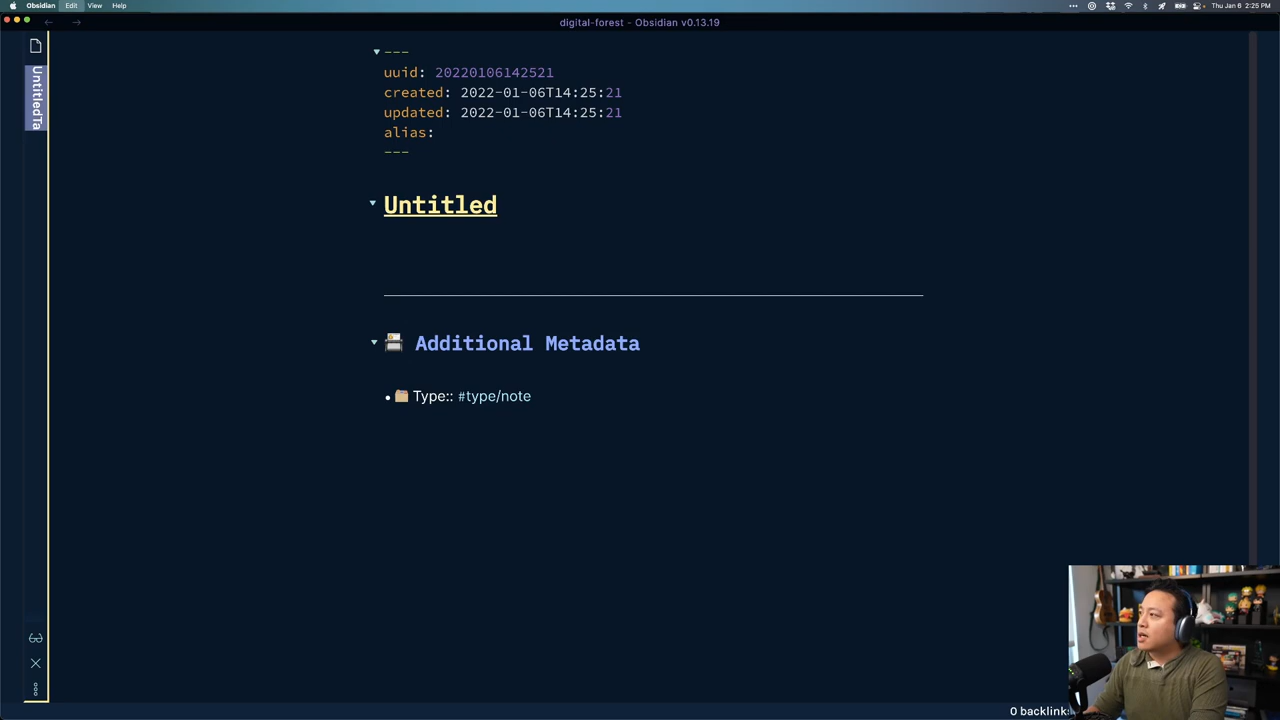 Obsidian Edit View Help
Thu Jan 6 2:25 PM
digital-forest - Obsidian v0.13.19
UntitledTa
---
uuid: 20220106142521
created: 2022-01-06T14:25:21
updated: 2022-01-06T14:25:21
alias:
---
Untitled
Additional Metadata
Type:: #type/note
0 backlink